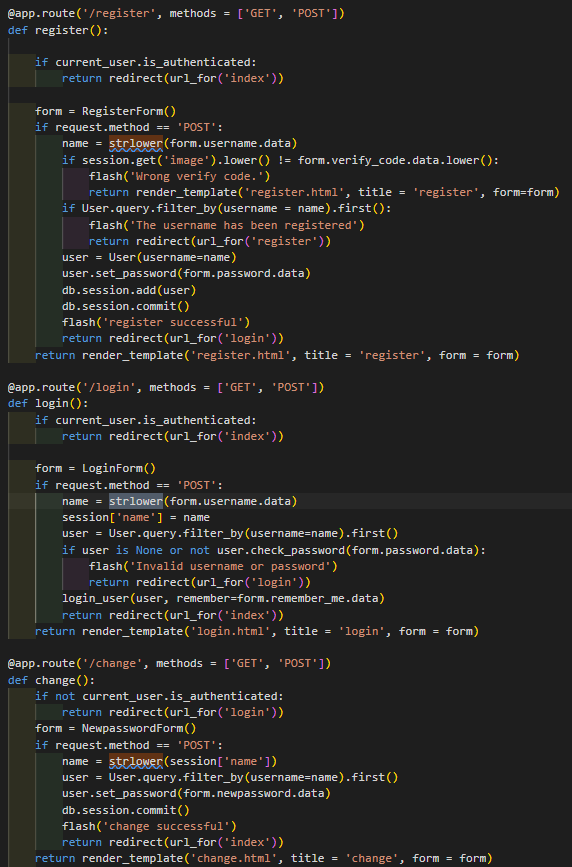 @app.route('/register', methods = ['GET', 'POST'])
def register():
    if current_user.is_authenticated:
        return redirect(url_for('index'))
    form = RegisterForm()
    if request.method == 'POST':
        name = strlower(form.username.data)
        if session.get('image').lower() != form.verify_code.data.lower():
            flash('Wrong verify code.')
            return render_template('register.html', title = 'register', form=form)
        if User.query.filter_by(username = name).first():
            flash('The username has been registered')
            return redirect(url_for('register'))
        user = User(username=name)
        user.set_password(form.password.data)
        db.session.add(user)
        db.session.commit()
        flash('register successful')
        return redirect(url_for('login'))
    return render_template('register.html', title = 'register', form = form)
@app.route('/login', methods = ['GET', 'POST'])
def login():
    if current_user.is_authenticated:
        return redirect(url_for('index'))
    form = LoginForm()
    if request.method == 'POST':
        name = strlower(form.username.data)
        session['name'] = name
        user = User.query.filter_by(username=name).first()
        if user is None or not user.check_password(form.password.data):
            flash('Invalid username or password')
            return redirect(url_for('login'))
        login_user(user, remember=form.remember_me.data)
        return redirect(url_for('index'))
    return render_template('login.html', title = 'login', form = form)
@app.route('/change', methods = ['GET', 'POST'])
def change():
    if not current_user.is_authenticated:
        return redirect(url_for('login'))
    form = NewpasswordForm()
    if request.method == 'POST':
        name = strlower(session['name'])
        user = User.query.filter_by(username=name).first()
        user.set_password(form.newpassword.data)
        db.session.commit()
        flash('change successful')
        return redirect(url_for('index'))
    return render_template('change.html', title = 'change', form = form)